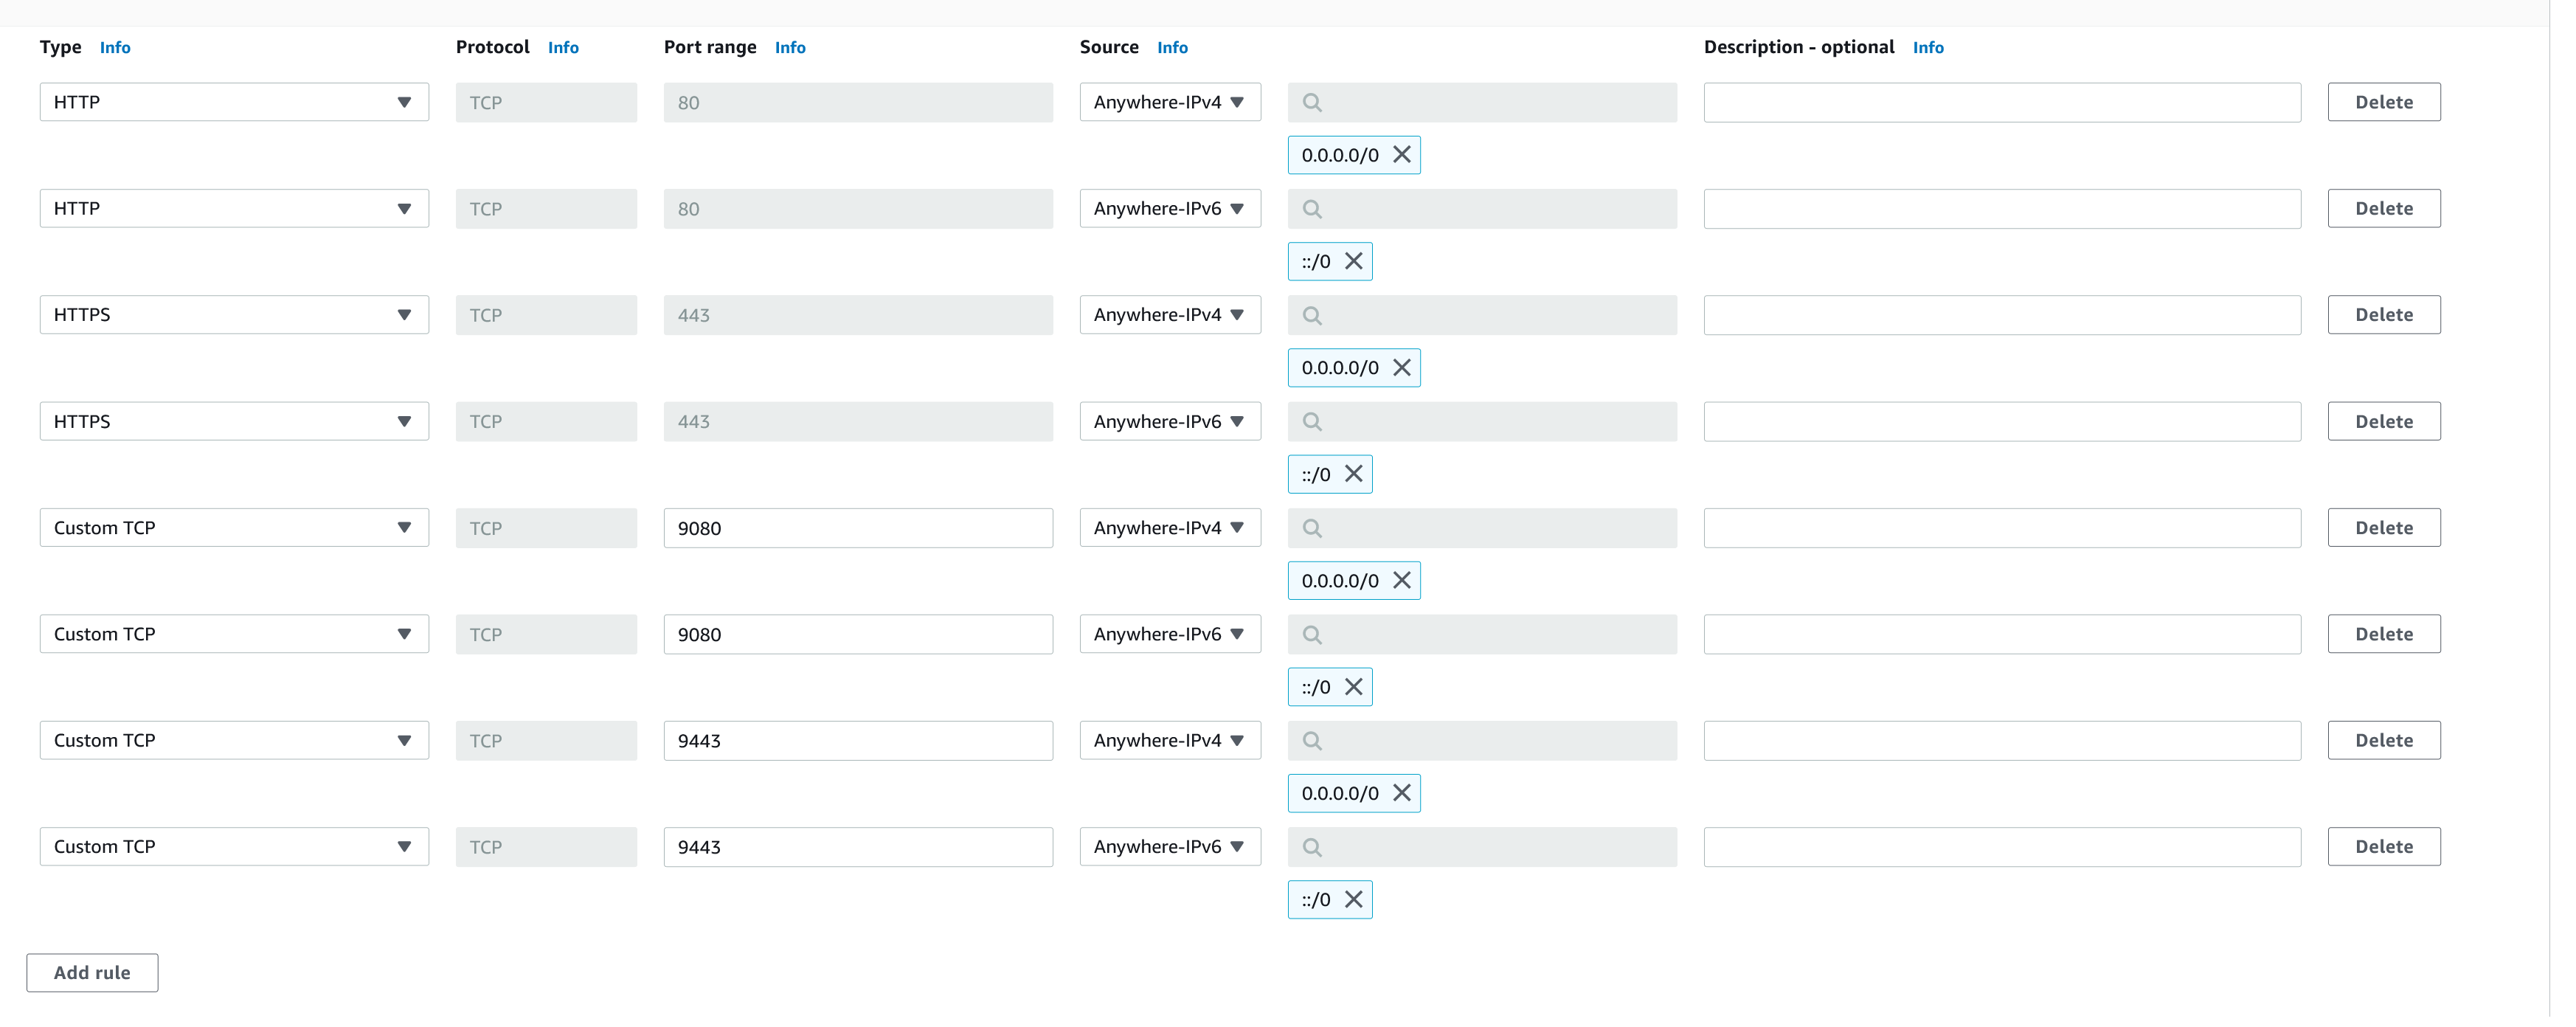 Type Info Protocol Info Port range Info Source Info Description - optional Info
HTTP TCP 80 Anywhere-IPv4 Delete
0.0.0.0/0
HTTP TCP 80 Anywhere-IPv6 Delete
::/0
HTTPS TCP 443 Anywhere-IPv4 Delete
0.0.0.0/0
HTTPS TCP 443 Anywhere-IPv6 Delete
::/0
Custom TCP TCP 9080 Anywhere-IPv4 Delete
0.0.0.0/0
Custom TCP TCP 9080 Anywhere-IPv6 Delete
::/0
Custom TCP TCP 9443 Anywhere-IPv4 Delete
0.0.0.0/0
Custom TCP TCP 9443 Anywhere-IPv6 Delete
::/0
Add rule